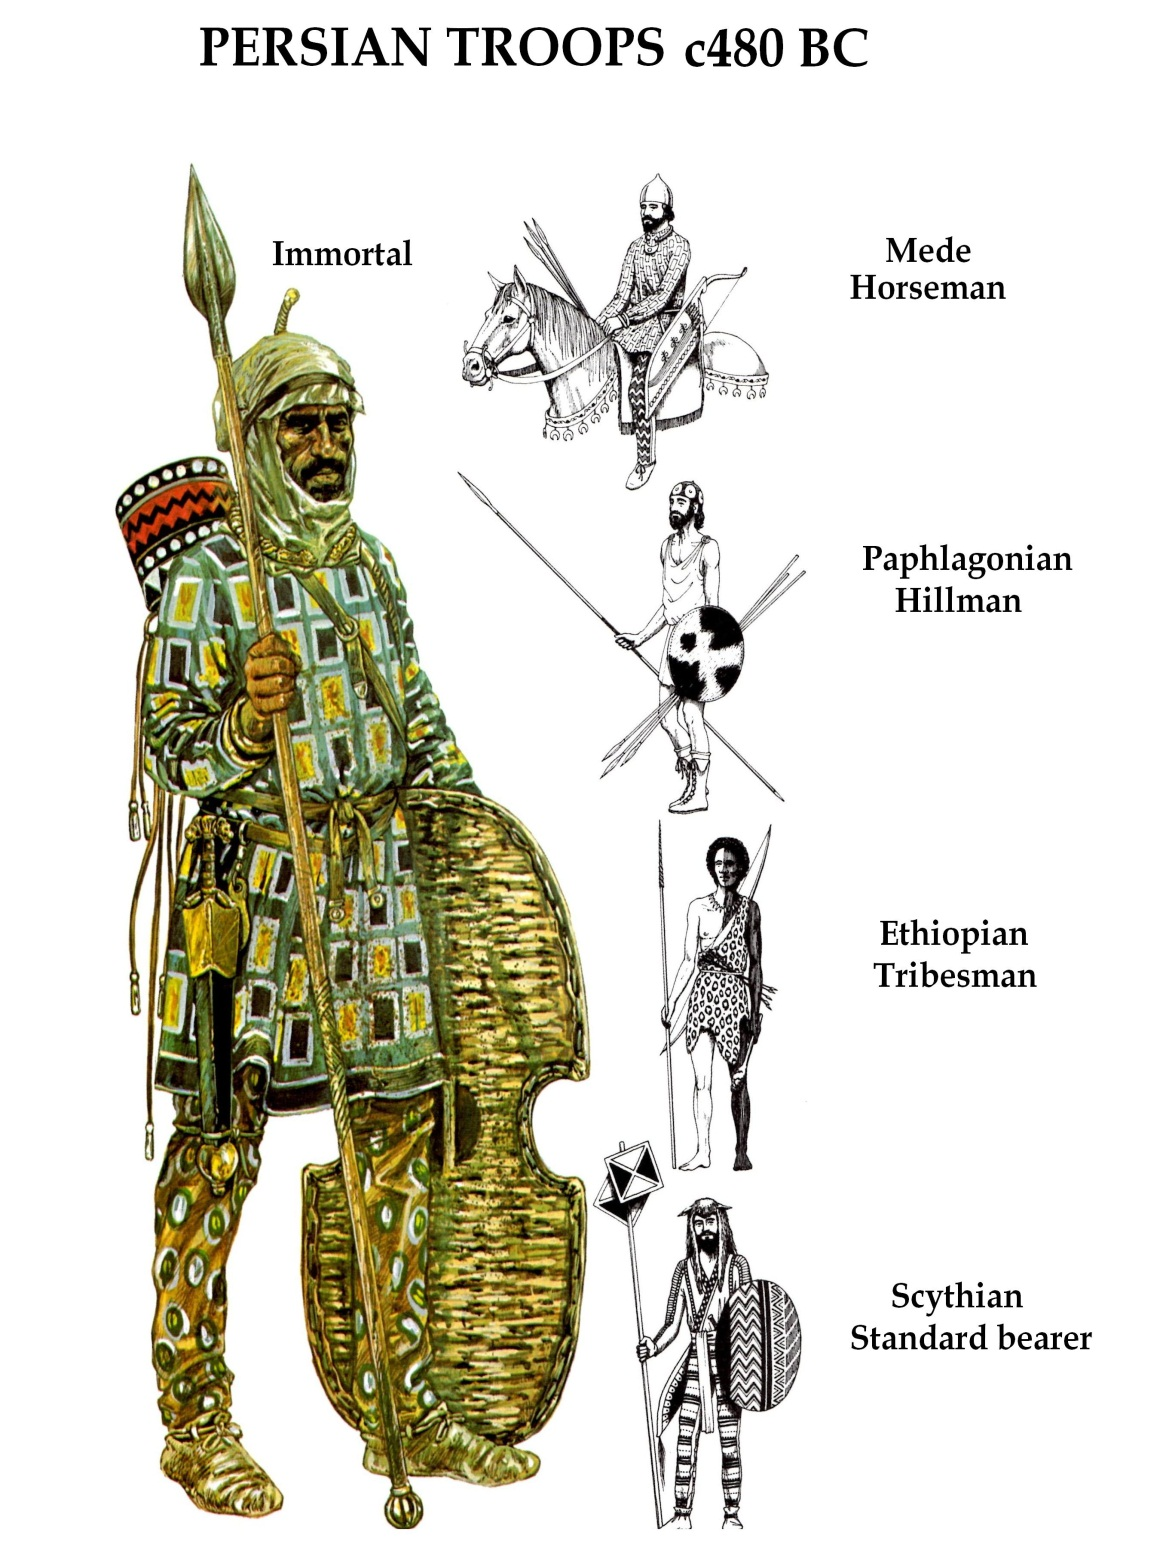 PERSIAN TROOPS c480 BC
Immortal
Mede
Horseman
Paphlagonian
Hillman
Ethiopian
Tribesman
Scythian
Standard bearer